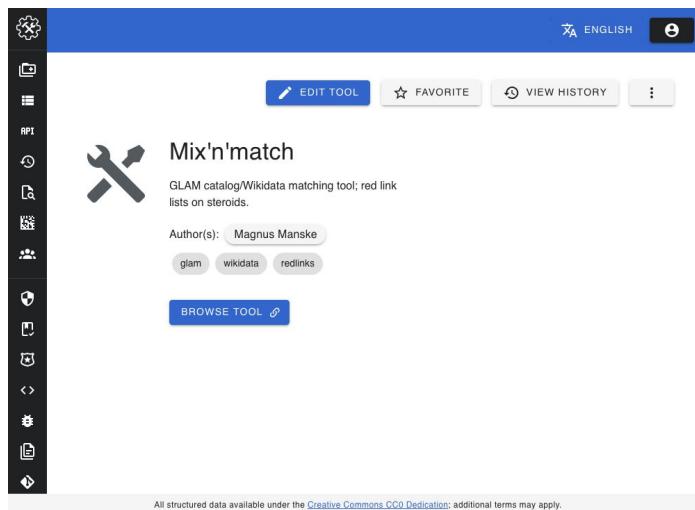 ENGLISH
API
EDIT TOOL
FAVORITE
VIEW HISTORY
Mix'n'match
GLAM catalog/Wikidata matching tool; red link
lists on steroids.
Author(s): Magnus Manske
glam wikidata redlinks
BROWSE TOOL
All structured data available under the Creative Commons CC0 Dedication; additional terms may apply.